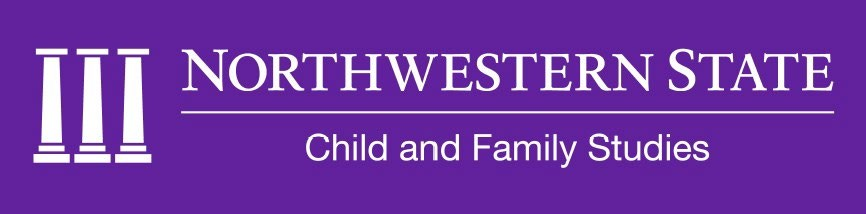 NORTHWESTERN STATE
Child and Family Studies